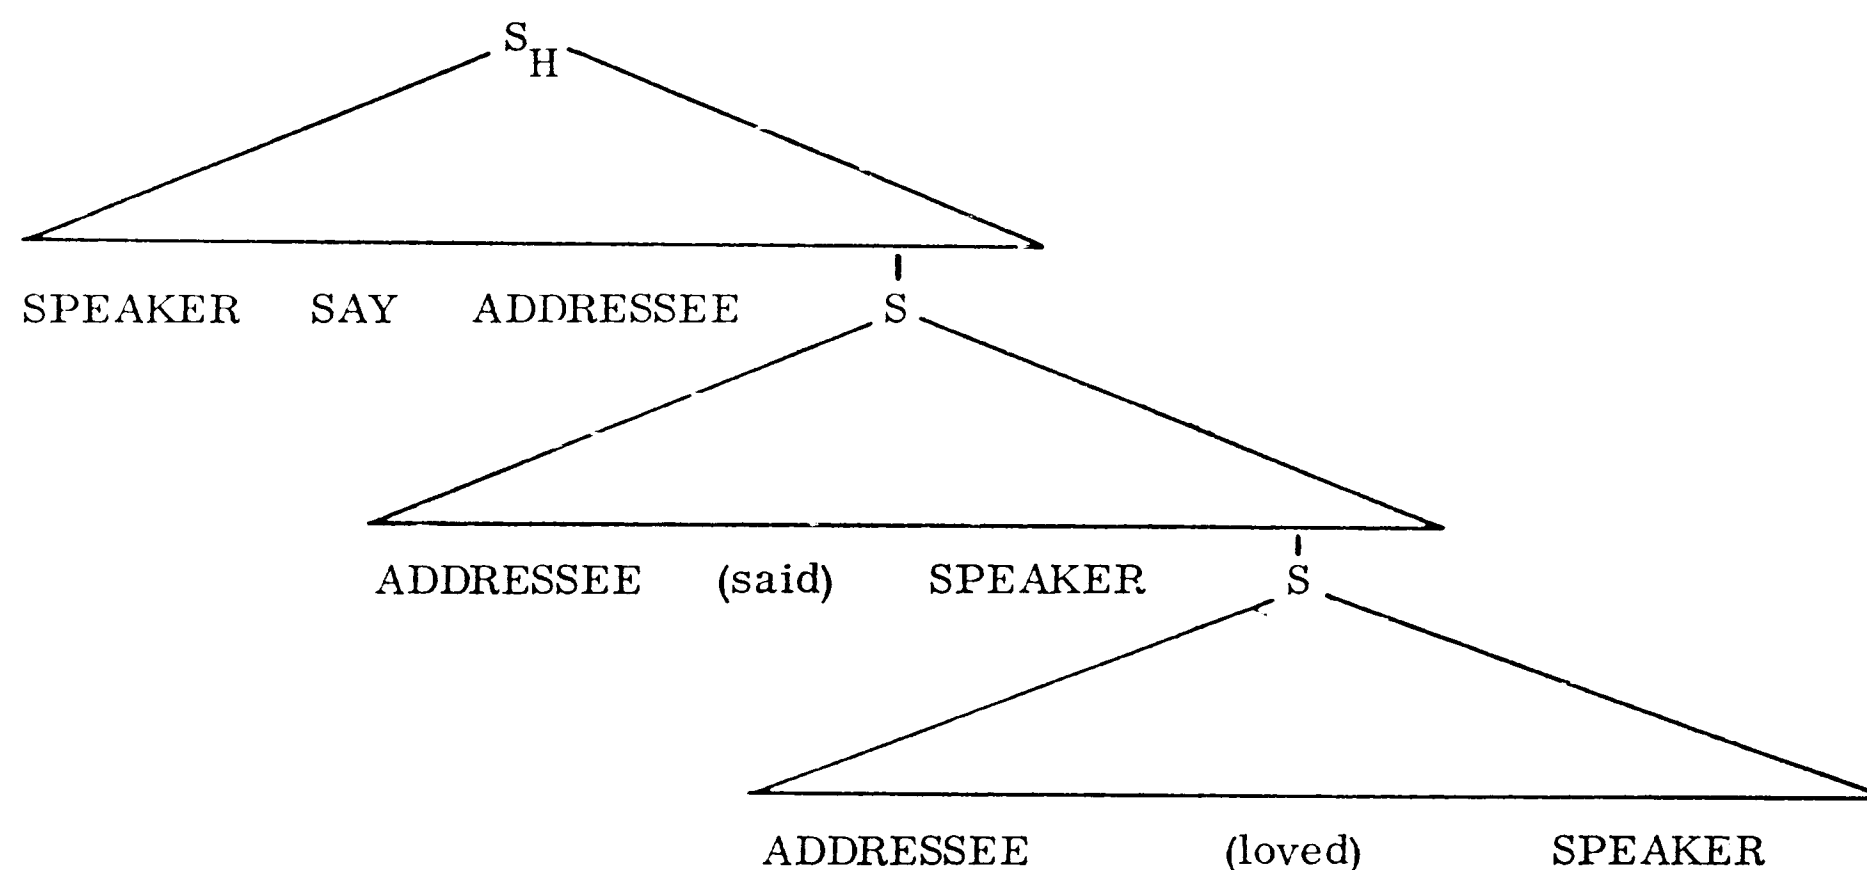 S_H
SPEAKER SAY ADDRESSEE S
ADDRESSEE (said) SPEAKER S
ADDRESSEE (loved) SPEAKER